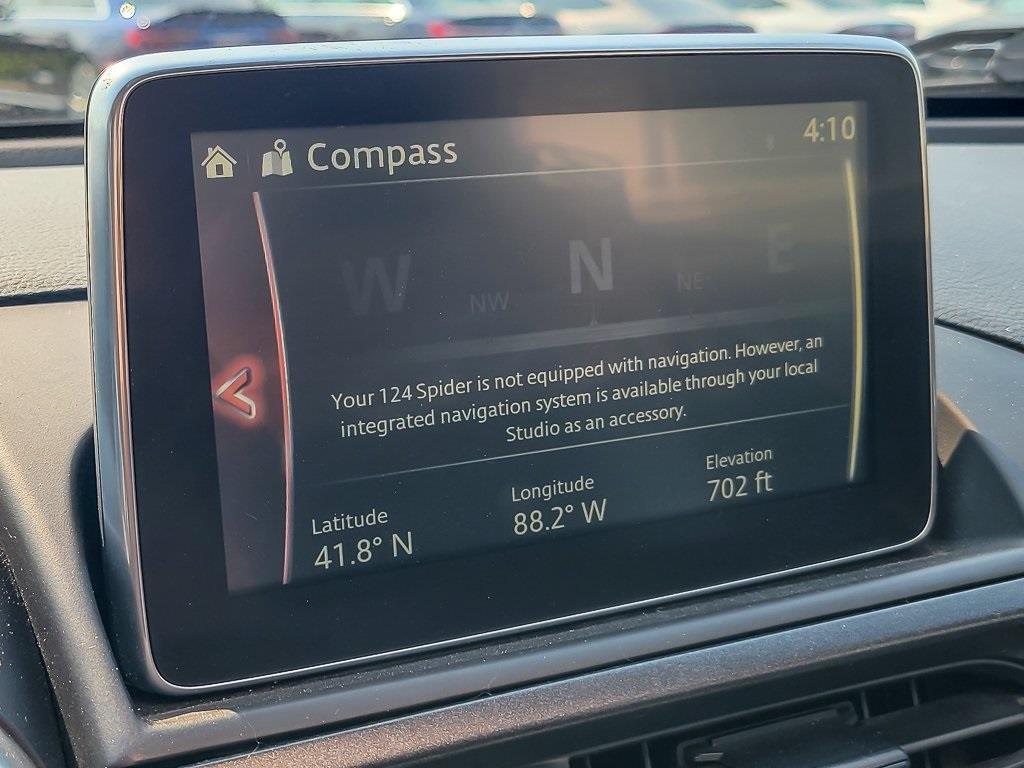 Compass
4:10
W NW N NE E
Your 124 Spider is not equipped with navigation. However, an
integrated navigation system is available through your local
Studio as an accessory.
Latitude Longitude Elevation
41.8° N 88.2° W 702 ft